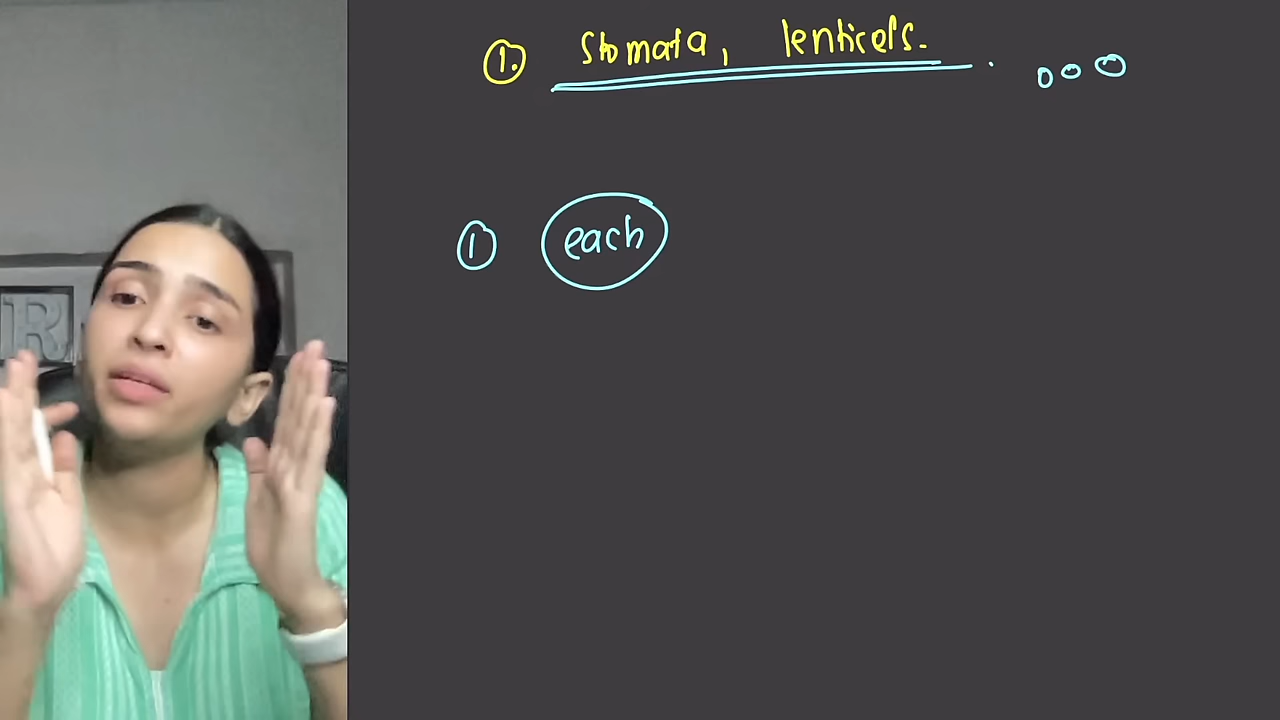 R
①. Stomata, lenticels.
① each